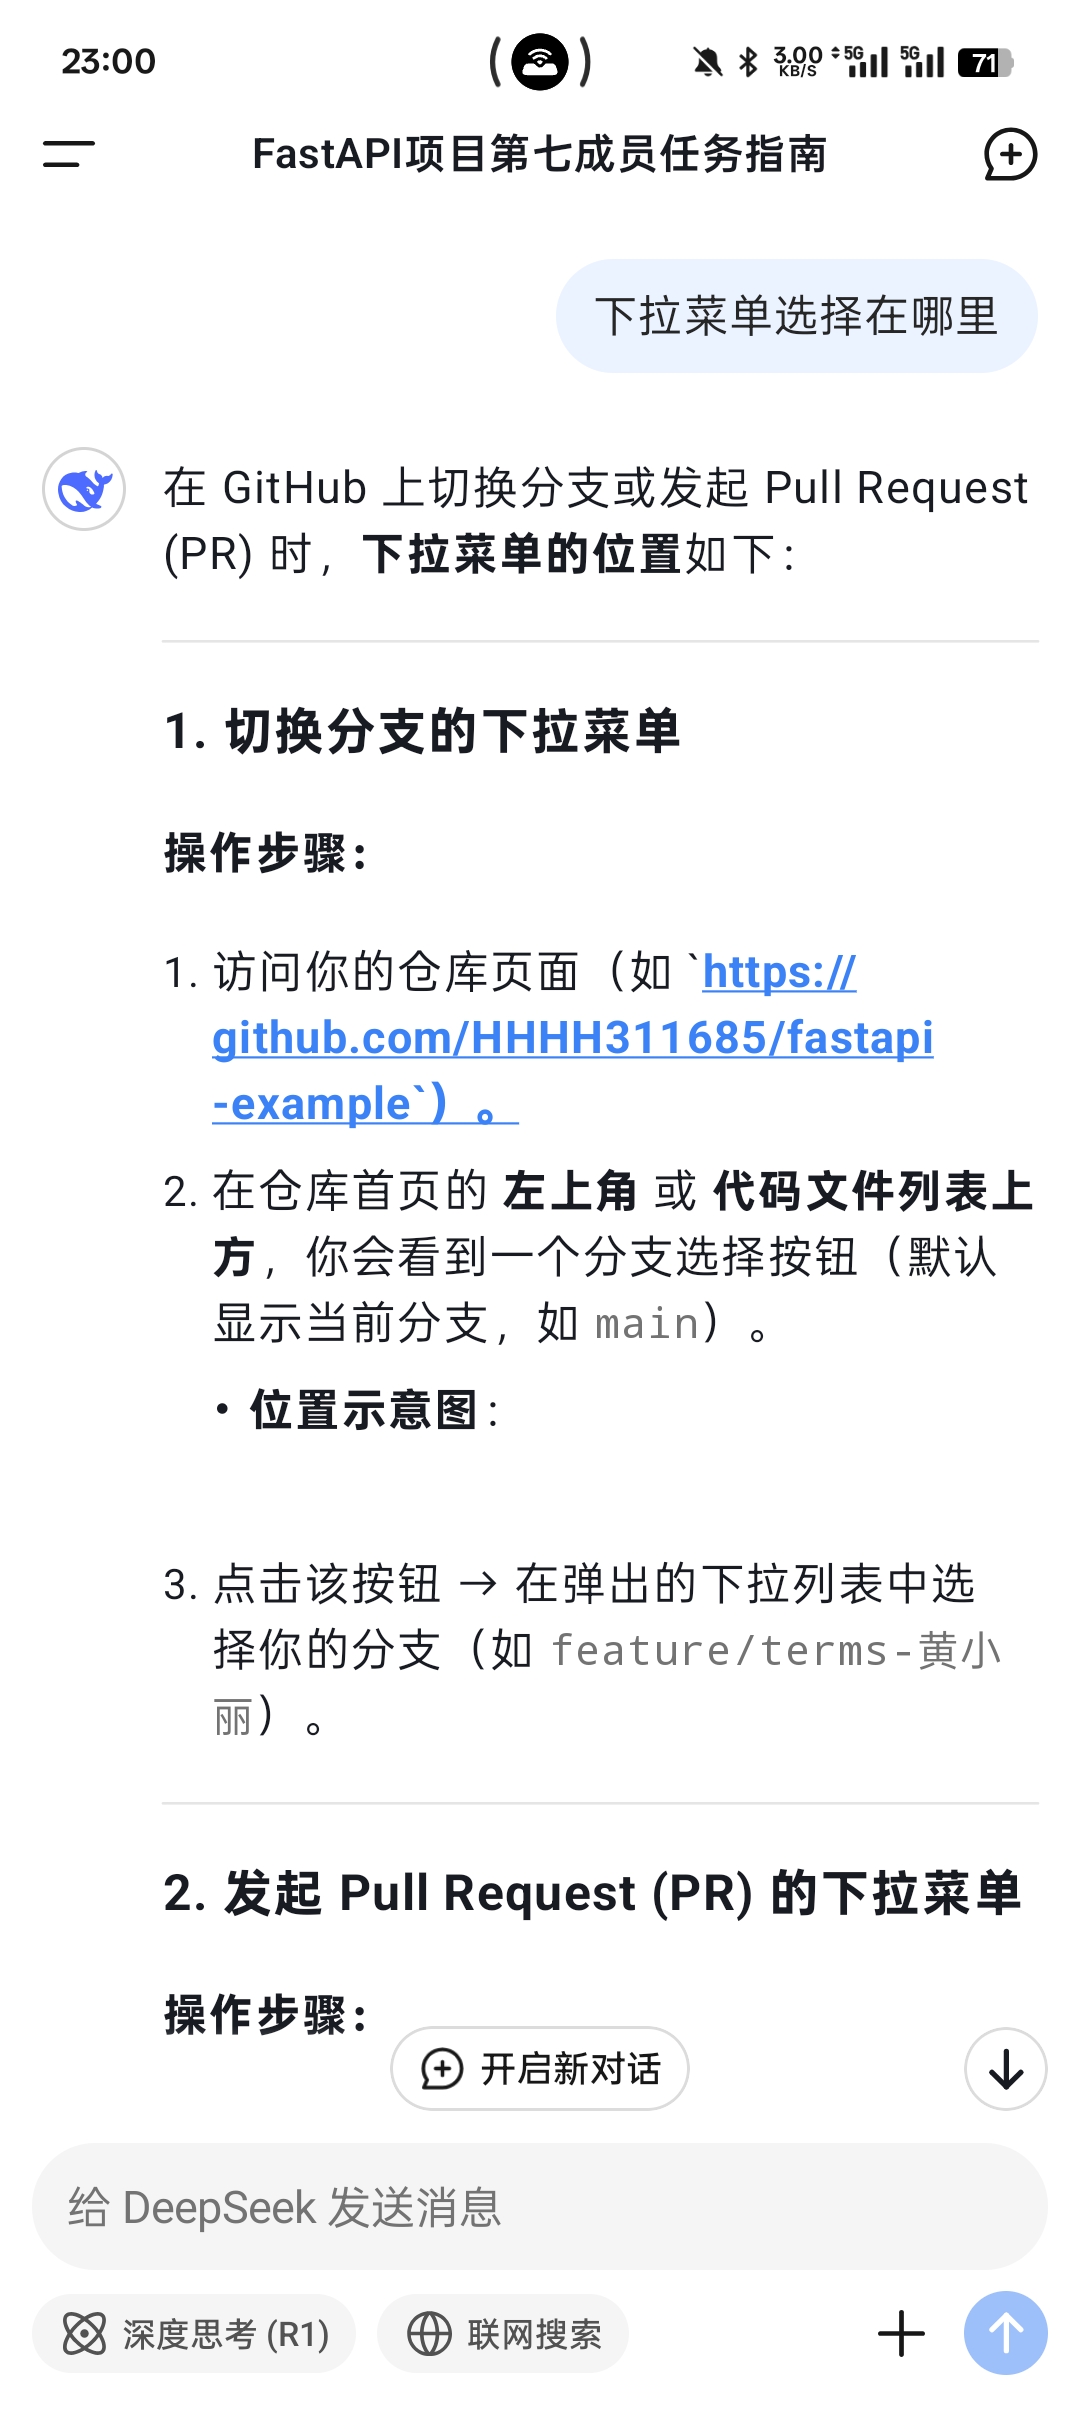 23:00
3.00 KB/S 5G 5G 71
FastAPI项目第七成员任务指南
下拉菜单选择在哪里
在 GitHub 上切换分支或发起 Pull Request
(PR) 时，下拉菜单的位置如下：
1. 切换分支的下拉菜单
操作步骤：
1. 访问你的仓库页面（如 `https://
github.com/HHHH311685/fastapi
-example`）。
2. 在仓库首页的 左上角 或 代码文件列表上
方，你会看到一个分支选择按钮（默认
显示当前分支，如 main）。
• 位置示意图：
3. 点击该按钮 → 在弹出的下拉列表中选
择你的分支（如 feature/terms-黄小
丽）。
2. 发起 Pull Request (PR) 的下拉菜单
操作步骤：
开启新对话
给 DeepSeek 发送消息
深度思考 (R1) 联网搜索